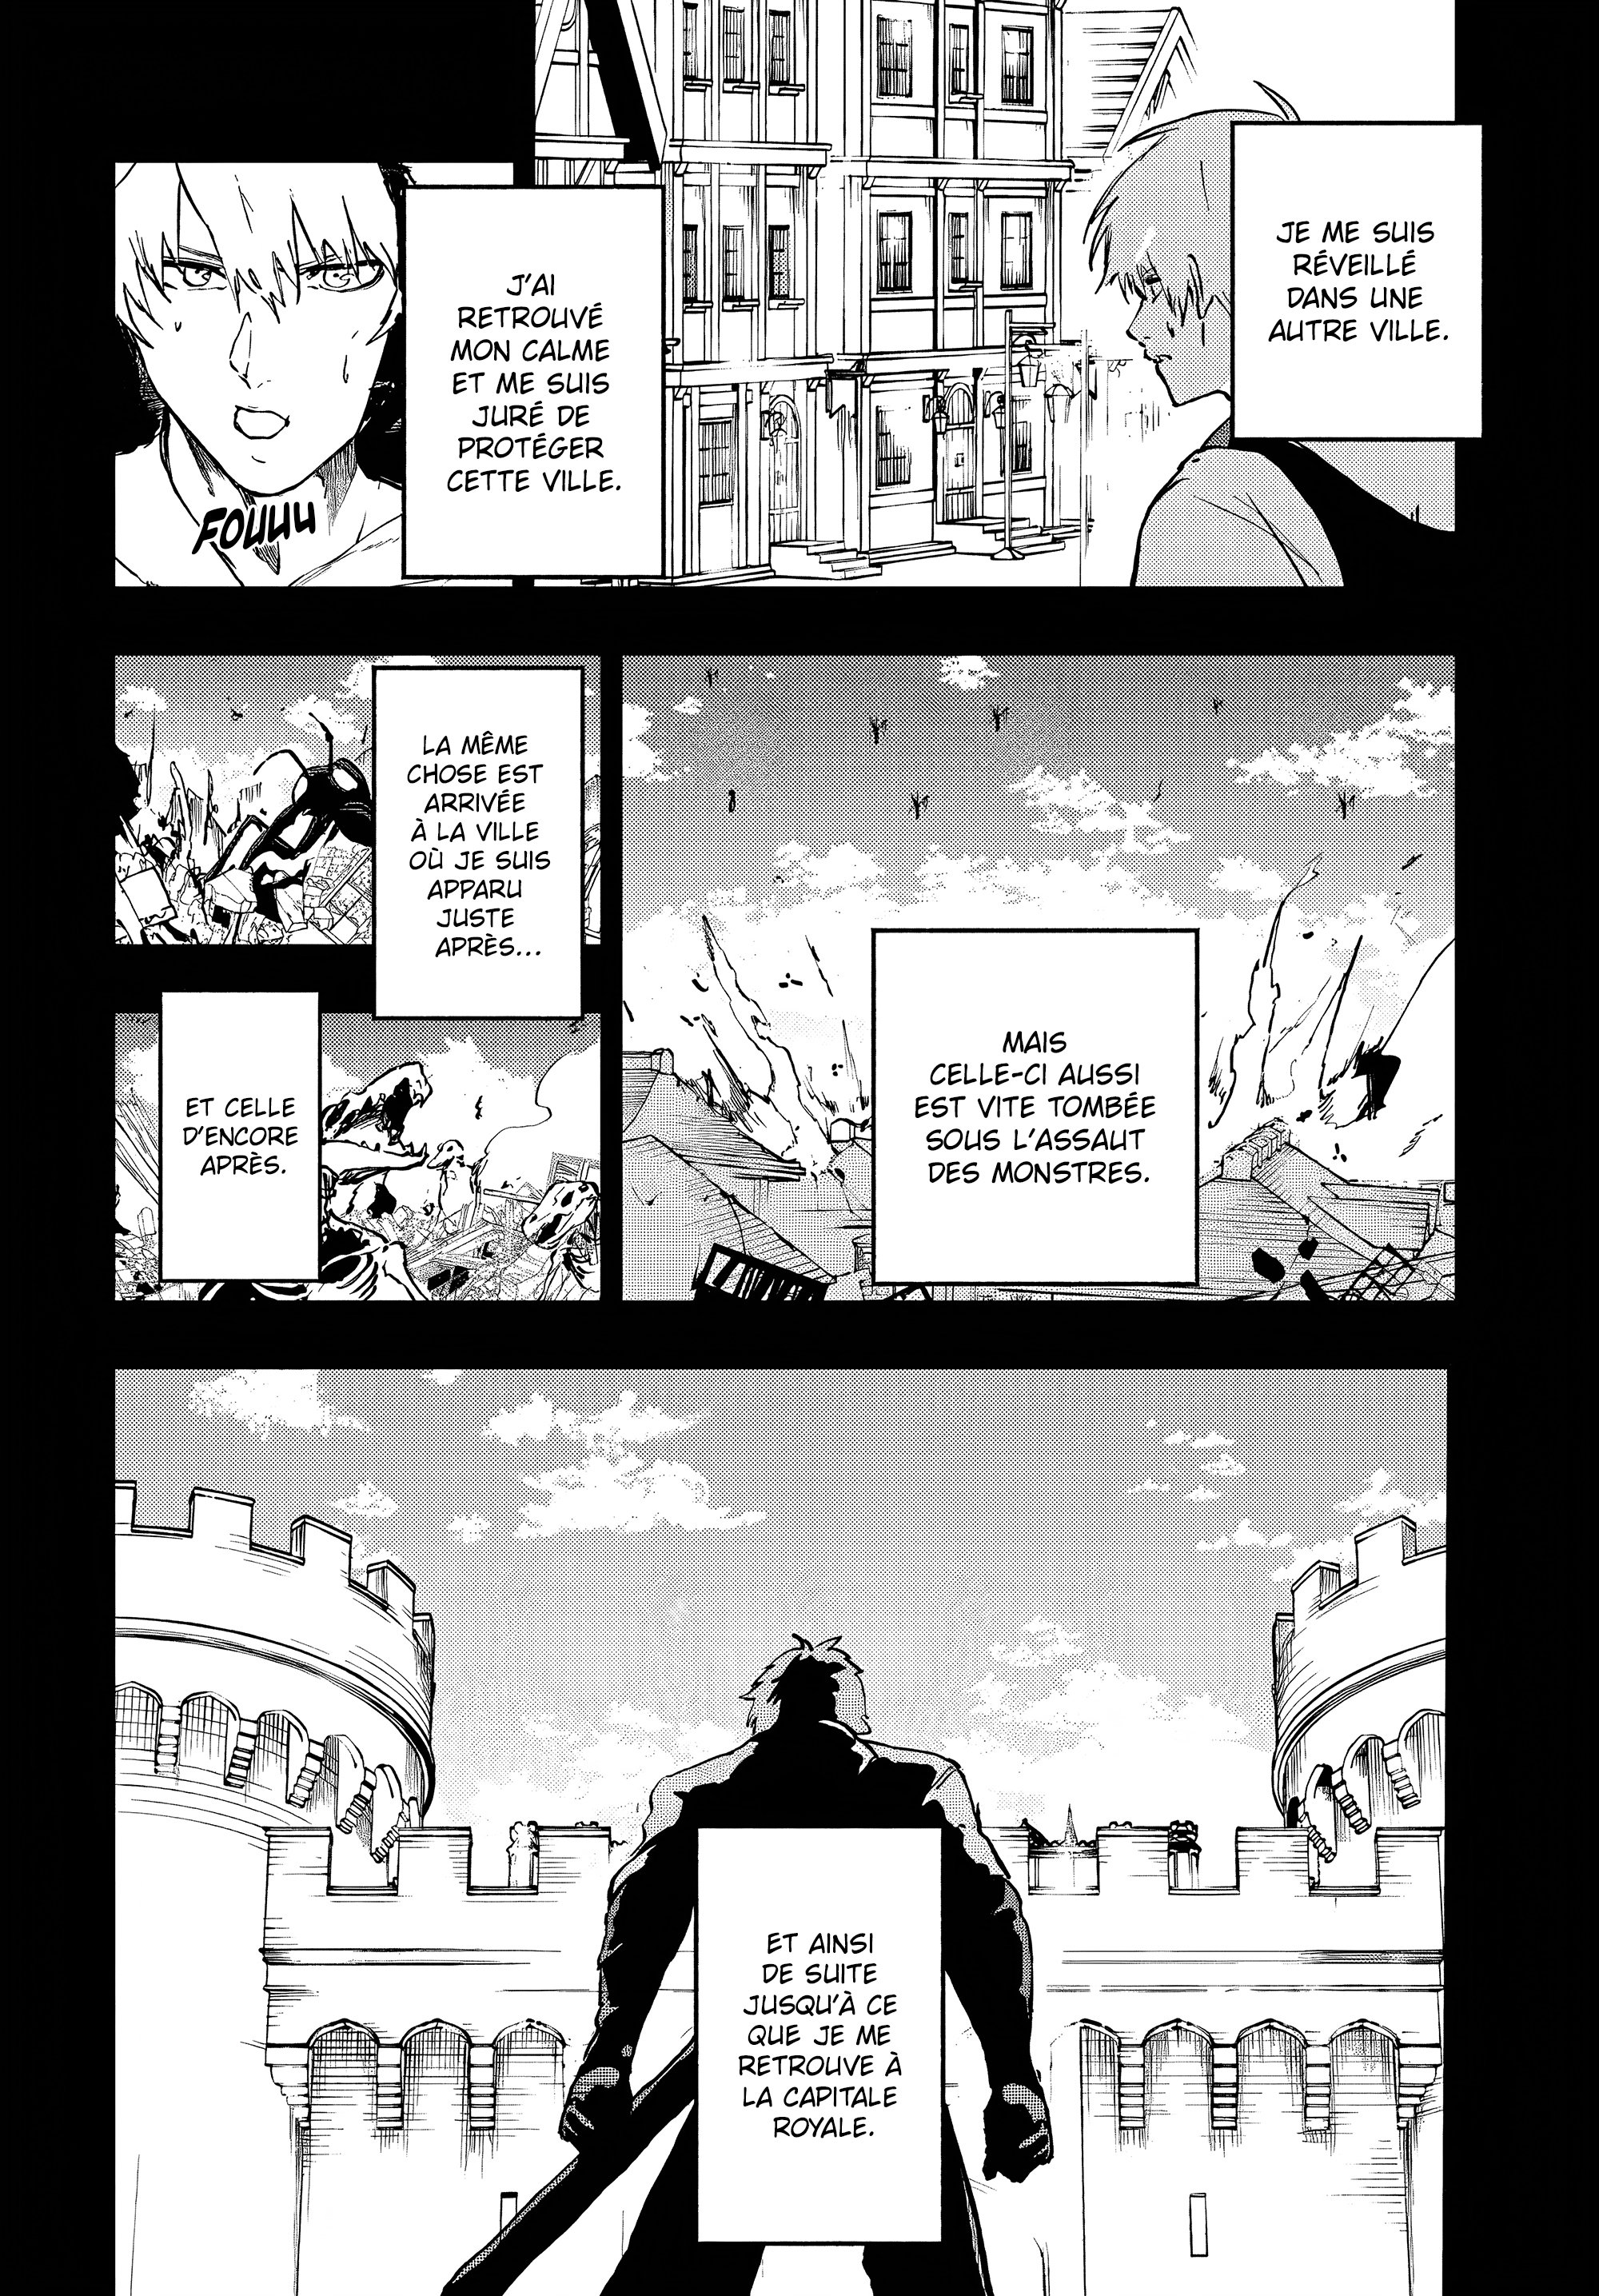 JE ME SUIS
RÉVEILLÉ
DANS UNE
AUTRE VILLE.
J'AI
RETROUVÉ
MON CALME
ET ME SUIS
JURÉ DE
PROTÉGER
CETTE VILLE.
FOUUU
MAIS
CELLE-CI AUSSI
EST VITE TOMBÉE
SOUS L'ASSAUT
DES MONSTRES.
LA MÊME
CHOSE EST
ARRIVÉE
À LA VILLE
OÙ JE SUIS
APPARU
JUSTE
APRÈS...
ET CELLE
D'ENCORE
APRÈS.
ET AINSI
DE SUITE
JUSQU'À CE
QUE JE ME
RETROUVE À
LA CAPITALE
ROYALE.